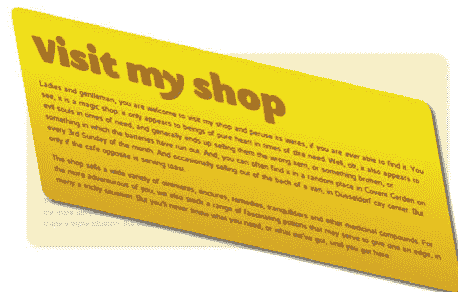 Visit my shop
Ladies and gentlemen, you are welcome to visit my shop and peruse its wares, if you are ever able to find it. You
see, it is a magic shop: it only appears to beings of pure heart in times of dire need. Well, ok, it also appears to
evil souls in times of need, and generally ends up selling them the wrong item, or something broken, or
something in which the batteries have run out. And, you can often find it in a random place in Covent Garden on
every 3rd Sunday of the month. And occasionally selling out of the back of a van, in Dusseldorf city center. But
only if the cafe opposite is serving
The shop sells a wide variety of ointments, tinctures, remedies, tranquilisers and other medicinal compounds. For
the more adventurous of you, we also stock a range of fascinating potions that may serve to give one an edge, in
many a tricky situation. But you'll never know what you need, or what we've got, until you get here.